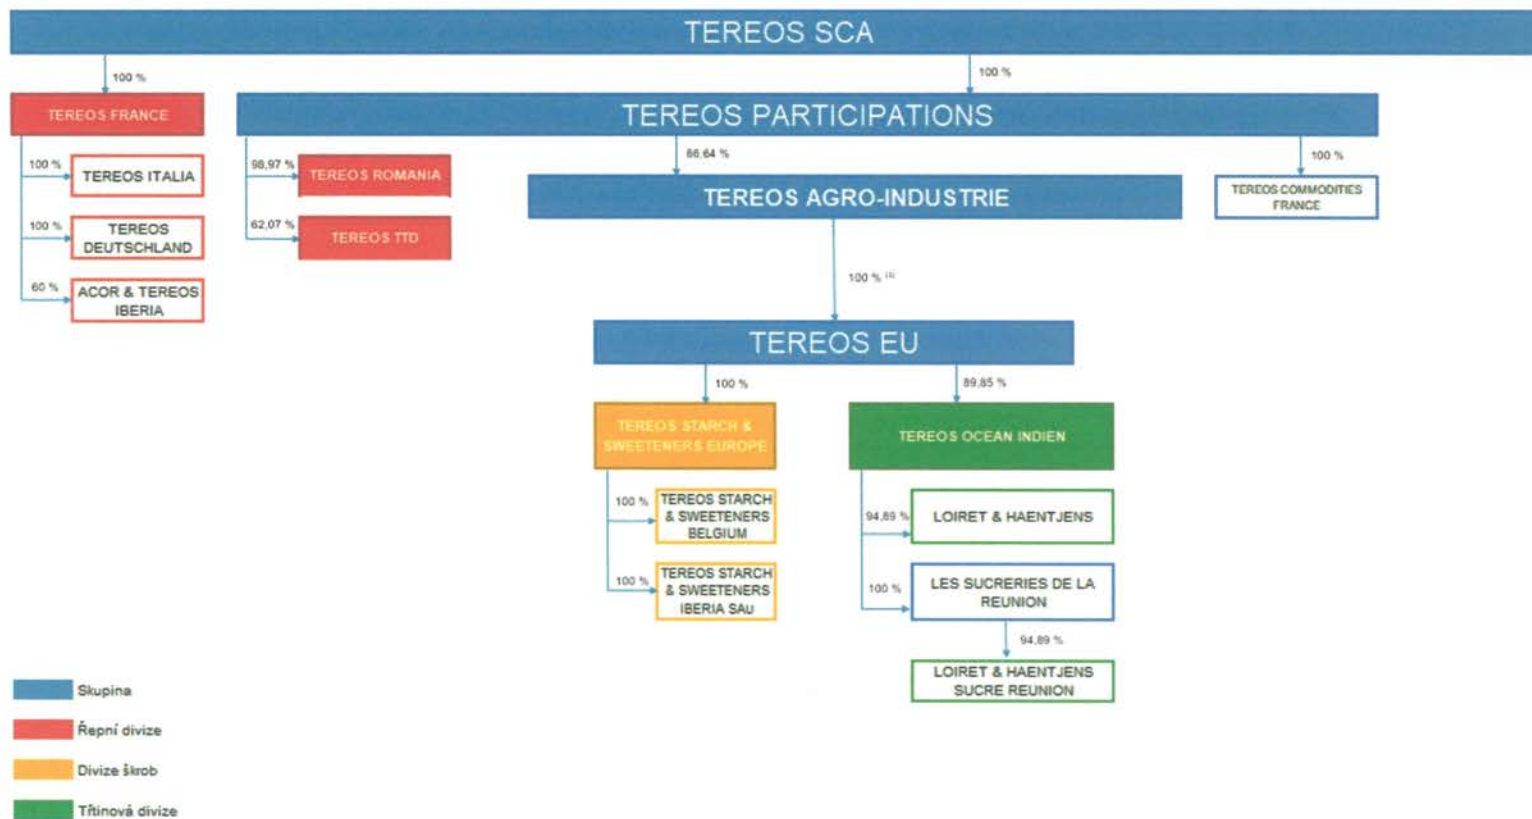 TEREOS SCA
100 %
100 %
TEREOS FRANCE
TEREOS PARTICIPATIONS
100 %
TEREOS ITALIA
98,97 %
TEREOS ROMANIA
86,64 %
TEREOS AGRO-INDUSTRIE
100 %
TEREOS COMMODITIES
FRANCE
100 %
TEREOS
DEUTSCHLAND
62,07 %
TEREOS TTD
60 %
ACOR & TEREOS
IBERIA
100 % (1)
TEREOS EU
100 %
89,85 %
TEREOS STARCH &
SWEETENERS EUROPE
TEREOS OCEAN INDIEN
100 %
TEREOS STARCH
& SWEETENERS
BELGIUM
94,89 %
LOIRET & HAENTJENS
100 %
TEREOS STARCH
& SWEETENERS
IBERIA SAU
100 %
LES SUCRERIES DE LA
REUNION
94,89 %
LOIRET & HAENTJENS
SUCRE REUNION
Skupina
Řepní divize
Divize škrob
Třtinová divize